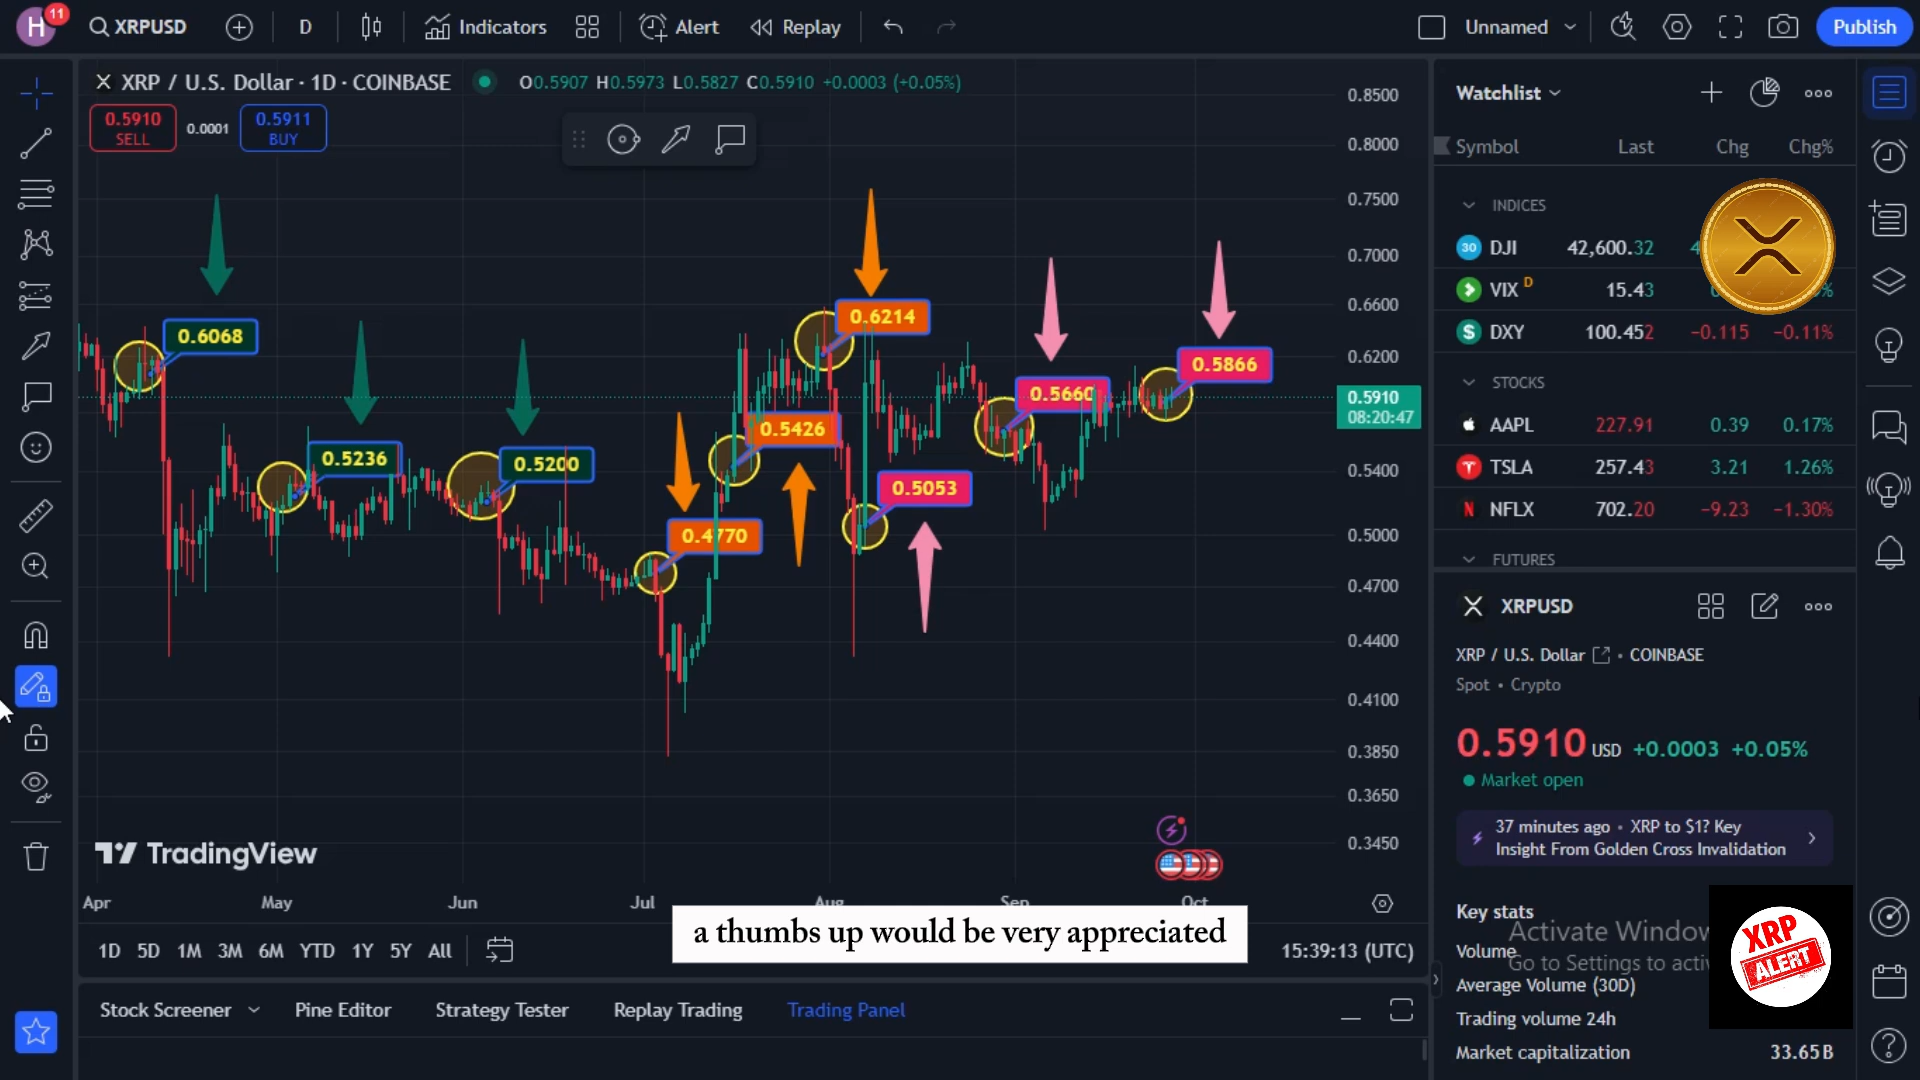 H 11 XRPUSD D Indicators Alert Replay Unnamed Publish
XRP / U.S. Dollar · 1D · COINBASE O0.5907 H0.5973 L0.5827 C0.5910 +0.0003 (+0.05%)
0.5910 SELL 0.0001 0.5911 BUY
0.6068
0.5236
0.5200
0.4770
0.5426
0.6214
0.5053
0.5660
0.5866
0.8500
0.8000
0.7500
0.7000
0.6600
0.6200
0.5910
08:20:47
0.5400
0.5000
0.4700
0.4400
0.4100
0.3850
0.3650
0.3450
TradingView
Apr May Jun Jul Aug Sep Oct
a thumbs up would be very appreciated
1D 5D 1M 3M 6M YTD 1Y 5Y All 15:39:13 (UTC)
Stock Screener Pine Editor Strategy Tester Replay Trading Trading Panel
Watchlist
Symbol Last Chg Chg%
INDICES
30 DJI 42,600.32
VIX D 15.43
DXY 100.452 −0.115 −0.11%
STOCKS
AAPL 227.91 0.39 0.17%
TSLA 257.43 3.21 1.26%
NFLX 702.20 −9.23 −1.30%
FUTURES
XRPUSD
XRP / U.S. Dollar • COINBASE
Spot • Crypto
0.5910 USD +0.0003 +0.05%
Market open
37 minutes ago • XRP to $1? Key
Insight From Golden Cross Invalidation
Key stats
Activate Window
Volume
Go to Settings to activ
Average Volume (30D)
Trading volume 24h
Market capitalization 33.65B
XRP
ALERT